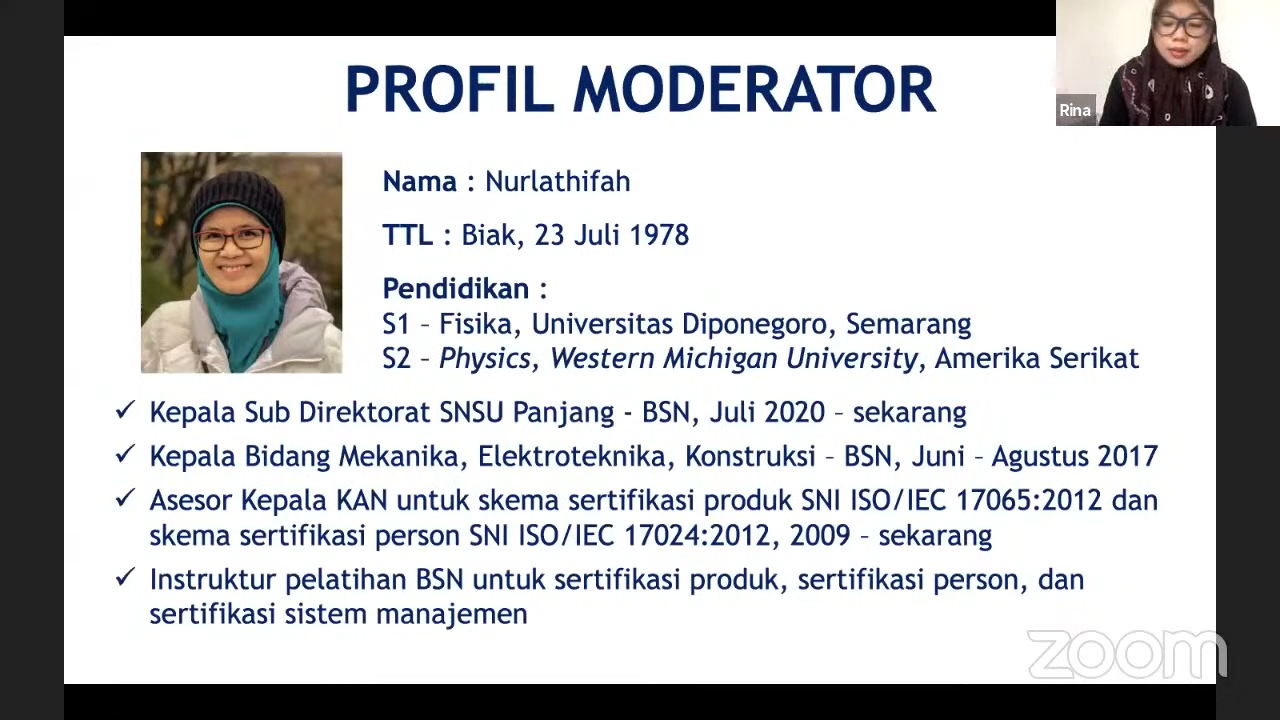 PROFIL MODERATOR
Rina
Nama : Nurlathifah
TTL : Biak, 23 Juli 1978
Pendidikan :
S1 – Fisika, Universitas Diponegoro, Semarang
S2 – Physics, Western Michigan University, Amerika Serikat
✓ Kepala Sub Direktorat SNSU Panjang - BSN, Juli 2020 – sekarang
✓ Kepala Bidang Mekanika, Elektroteknika, Konstruksi – BSN, Juni – Agustus 2017
✓ Asesor Kepala KAN untuk skema sertifikasi produk SNI ISO/IEC 17065:2012 dan
skema sertifikasi person SNI ISO/IEC 17024:2012, 2009 – sekarang
✓ Instruktur pelatihan BSN untuk sertifikasi produk, sertifikasi person, dan
sertifikasi sistem manajemen
zoom